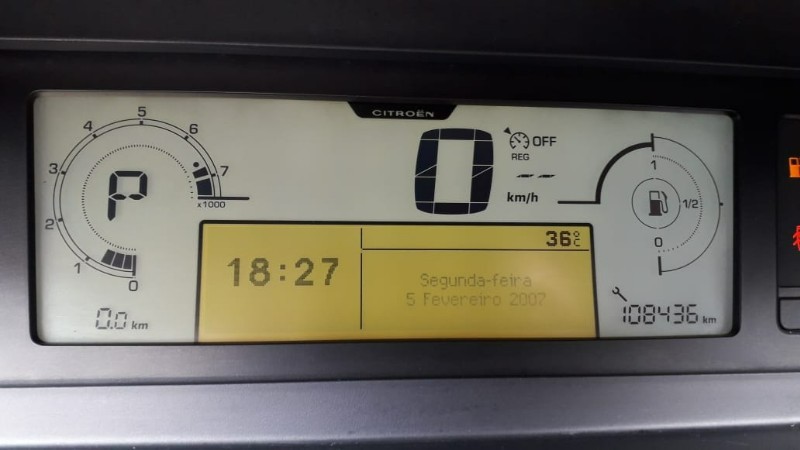 CITROËN
5
4
6
3
7
2
1
0
x1000
P
0
km/h
OFF
REG
--
1
1/2
0
36°C
18:27
Segunda-feira
5 Fevereiro 2007
0.0 km
108436 km